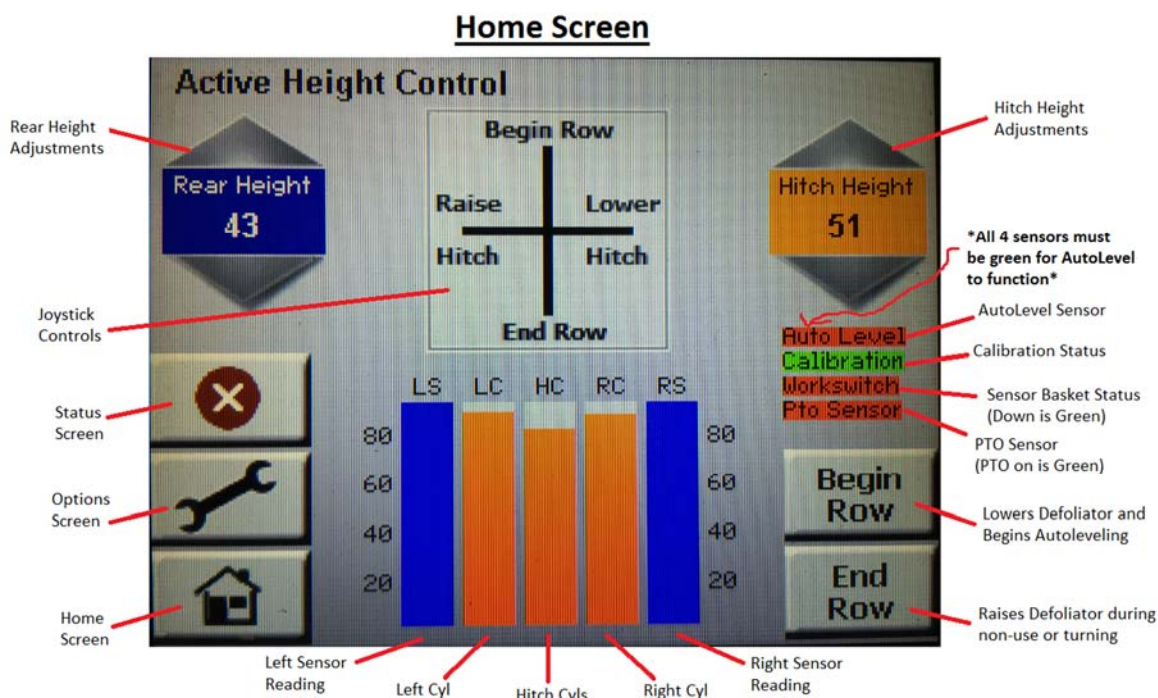 Home Screen
Active Height Control
Rear Height
Adjustments
Rear Height
43
Begin Row
Raise
Lower
Hitch
Hitch
End Row
Hitch Height
Adjustments
Hitch Height
51
*All 4 sensors must
be green for AutoLevel
to function*
Joystick
Controls
Auto Level
Calibration
Workswitch
Pto Sensor
AutoLevel Sensor
Calibration Status
Sensor Basket Status
(Down is Green)
PTO Sensor
(PTO on is Green)
Status
Screen
Options
Screen
Home
Screen
LS LC HC RC RS
80 80
60 60
40 40
20 20
Begin
Row
Lowers Defoliator and
Begins Autoleveling
End
Row
Raises Defoliator during
non-use or turning
Left Sensor
Reading
Left Cyl
Hitch Cyls
Right Cyl
Right Sensor
Reading